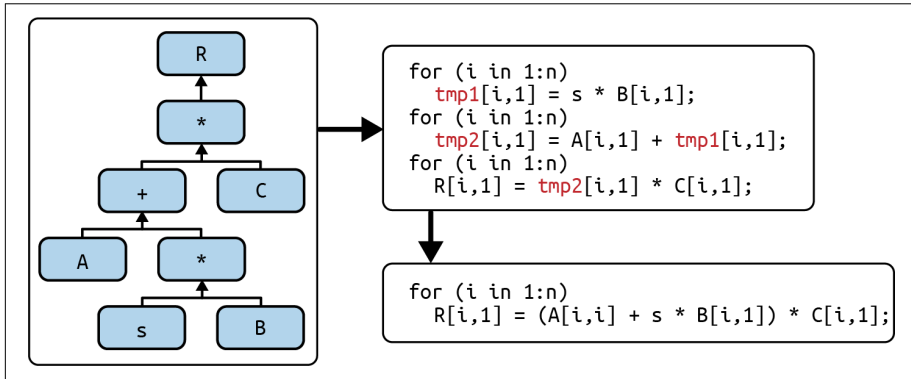 R
*
+
C
A
*
s
B
for (i in 1:n)
tmp1[i,1] = s * B[i,1];
for (i in 1:n)
tmp2[i,1] = A[i,1] + tmp1[i,1];
for (i in 1:n)
R[i,1] = tmp2[i,1] * C[i,1];
for (i in 1:n)
R[i,1] = (A[i,i] + s * B[i,1]) * C[i,1];